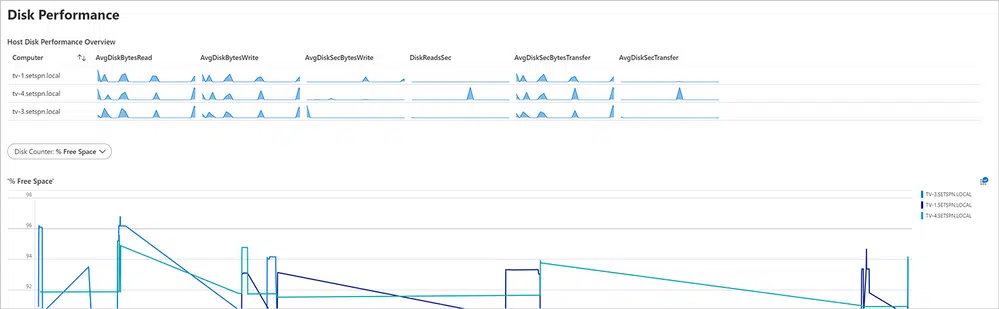 Disk Performance
Host Disk Performance Overview
Computer AvgDiskBytesRead AvgDiskBytesWrite AvgDiskSecBytesWrite DiskReadsSec AvgDiskSecBytesTransfer AvgDiskSecTransfer
tv-1.setspn.local
tv-4.setspn.local
tv-3.setspn.local
Disk Counter: % Free Space
'% Free Space'
98
TV-3.SETSPN.LOCAL
TV-1.SETSPN.LOCAL
TV-4.SETSPN.LOCAL
96
94
92